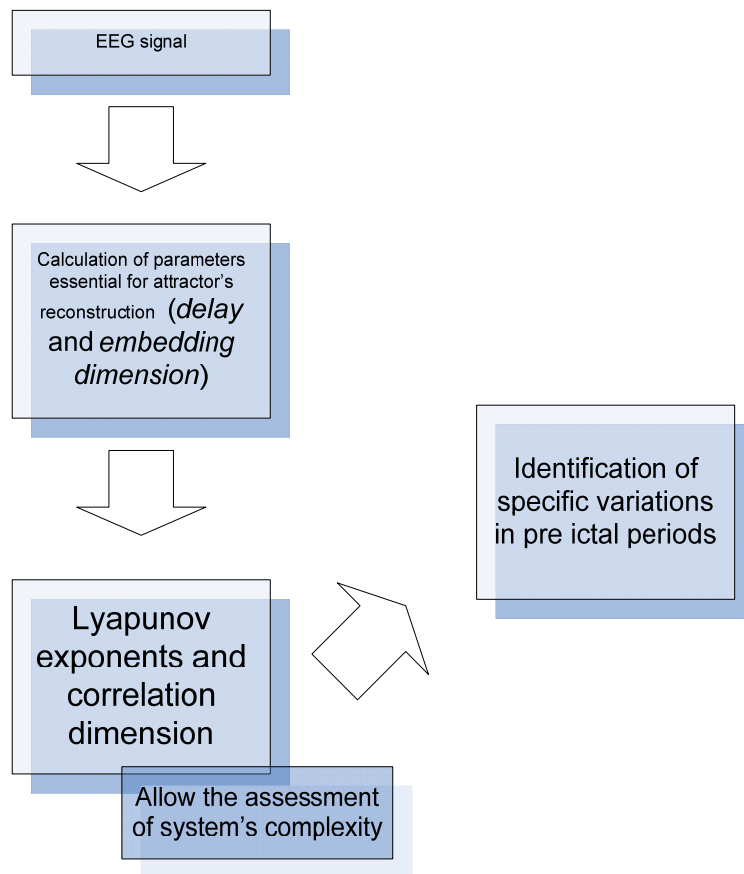 EEG signal
Calculation of parameters
essential for attractor's
reconstruction (delay
and embedding
dimension)
Lyapunov
exponents and
correlation
dimension
Allow the assessment
of system's complexity
Identification of
specific variations
in pre ictal periods